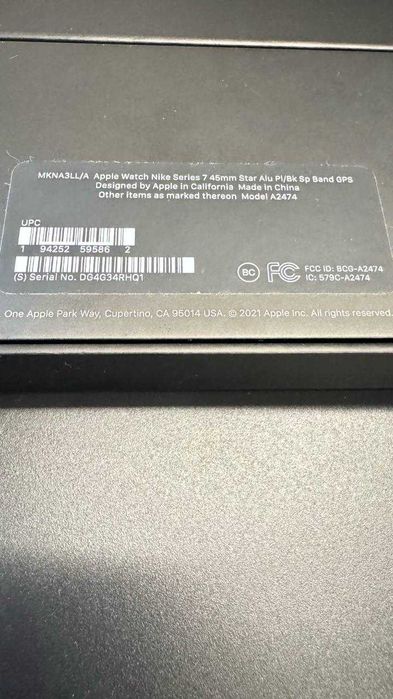 MKNA3LL/A Apple Watch Nike Series 7 45mm Star Alu Pl/Bk Sp Band GPS
Designed by Apple in California Made in China
Other items as marked thereon Model A2474
UPC
1 94252 59586 2
(S) Serial No. DG4G34RHQ1
BC FC FCC ID: BCG-A2474
IC: 579C-A2474
One Apple Park Way, Cupertino, CA 95014 USA. © 2021 Apple Inc. All rights reserved.